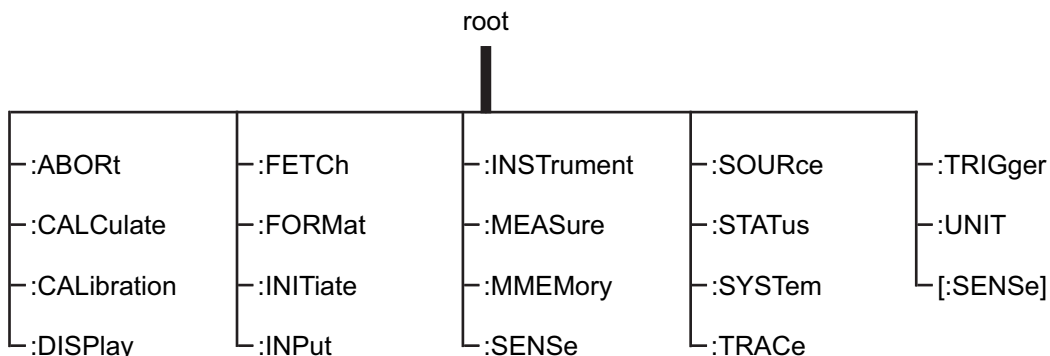 root
:ABORt
:CALCulate
:CALibration
:DISPlay
:FETCh
:FORMat
:INITiate
:INPut
:INSTrument
:MEASure
:MMEMory
:SENSe
:SOURce
:STATus
:SYSTem
:TRACe
:TRIGger
:UNIT
[:SENSe]